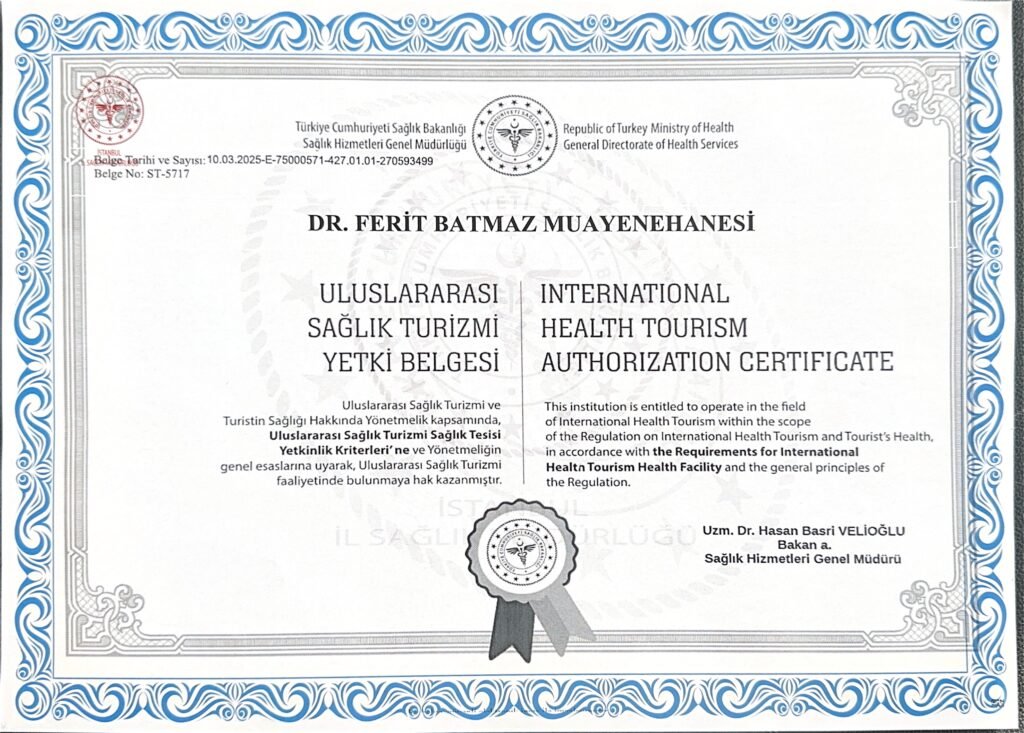 Türkiye Cumhuriyeti Sağlık Bakanlığı
Sağlık Hizmetleri Genel Müdürlüğü
Republic of Turkey Ministry of Health
General Directorate of Health Services
İSTANBUL
Belge Tarihi ve Sayısı: 10.03.2025-E-75000571-427.01.01-270593499
Belge No: ST-5717
DR. FERİT BATMAZ MUAYENEHANESİ
ULUSLARARASI
SAĞLIK TURİZMİ
YETKİ BELGESİ
INTERNATIONAL
HEALTH TOURISM
AUTHORIZATION CERTIFICATE
Uluslararası Sağlık Turizmi ve
Turistin Sağlığı Hakkında Yönetmelik kapsamında,
Uluslararası Sağlık Turizmi Sağlık Tesisi
Yetkinlik Kriterleri'ne ve Yönetmeliğin
genel esaslarına uyarak, Uluslararası Sağlık Turizmi
faaliyetinde bulunmaya hak kazanmıştır.
This institution is entitled to operate in the field
of International Health Tourism within the scope
of the Regulation on International Health Tourism and Tourist's Health,
in accordance with the Requirements for International
Health Tourism Health Facility and the general principles of
the Regulation.
İL SAĞLIK
Uzm. Dr. Hasan Basri VELİOĞLU
Bakan a.
Sağlık Hizmetleri Genel Müdürü